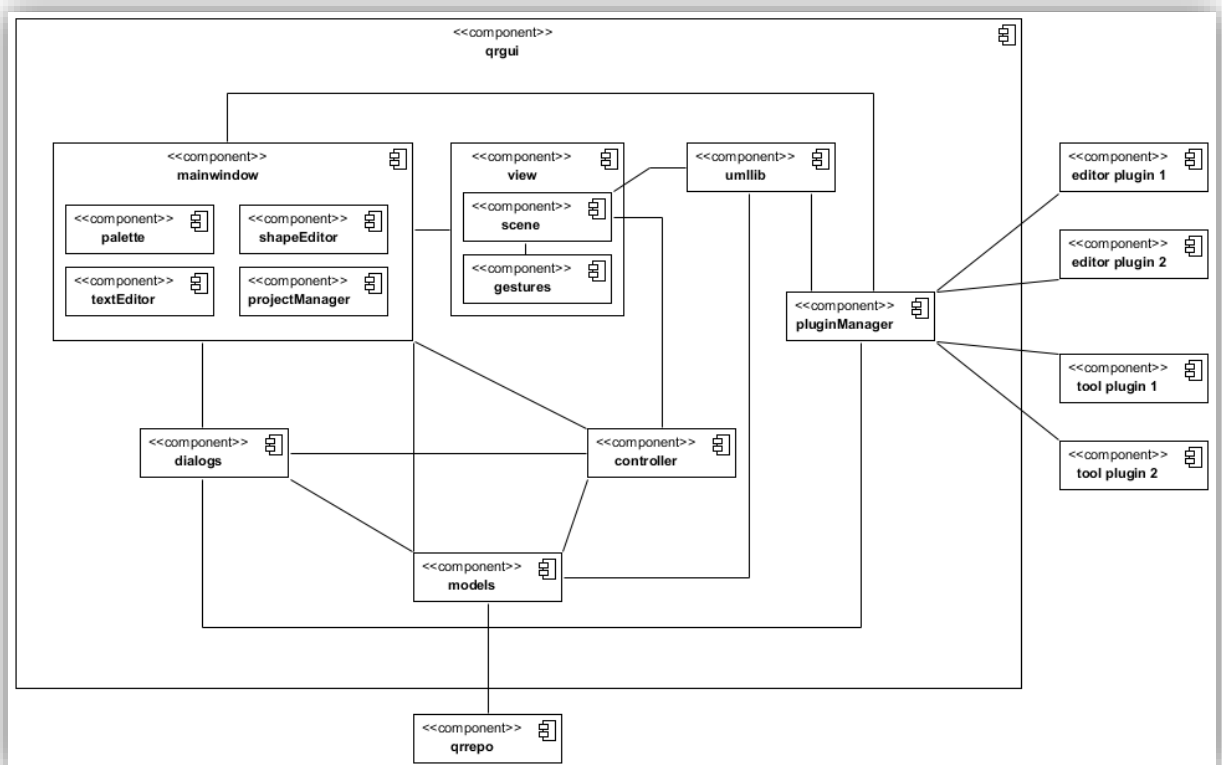 <<component>>
qrgui
<<component>>
mainwindow
<<component>>
palette
<<component>>
shapeEditor
<<component>>
textEditor
<<component>>
projectManager
<<component>>
view
<<component>>
scene
<<component>>
gestures
<<component>>
umllib
<<component>>
pluginManager
<<component>>
editor plugin 1
<<component>>
editor plugin 2
<<component>>
tool plugin 1
<<component>>
tool plugin 2
<<component>>
dialogs
<<component>>
controller
<<component>>
models
<<component>>
qrrepo